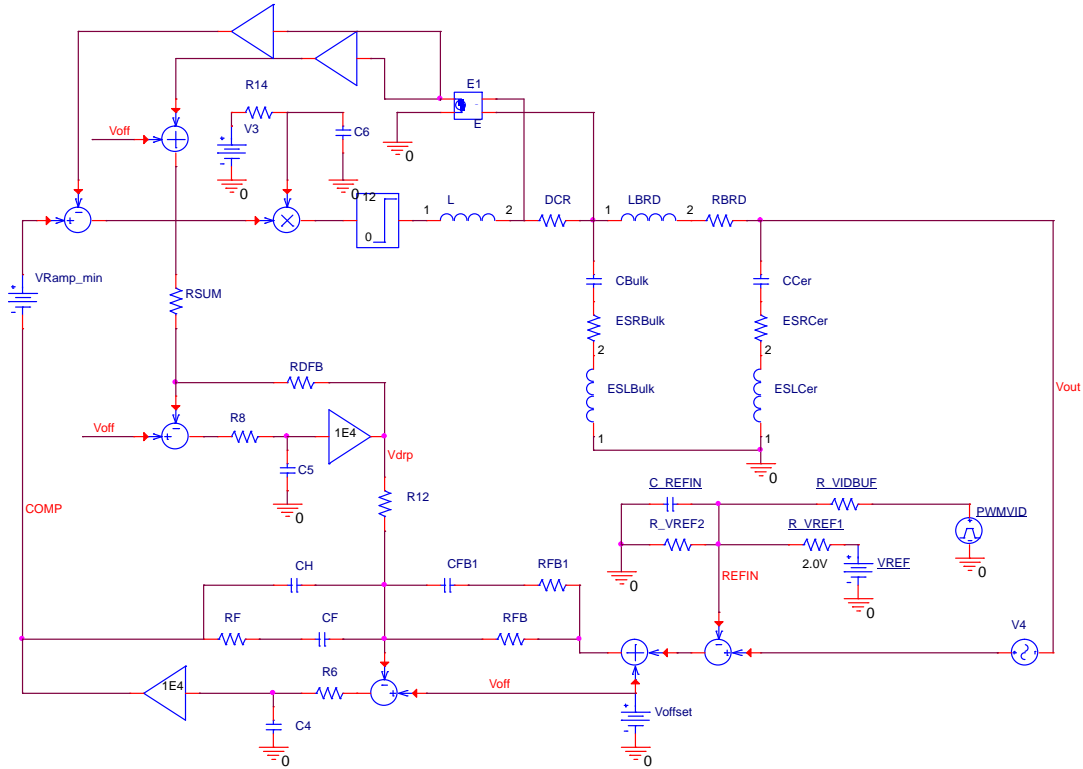 R14
E1
V3
C6
E
Voff
0
0
0
12
L
DCR
LBRD
RBRD
1
2
1
2
0
VRamp_min
RSUM
CBulk
CCer
ESRBulk
ESRCer
2
2
RDFB
ESLBulk
ESLCer
Vout
R8
Voff
1E4
1
1
Vdrp
C5
0
C_REFIN
R_VIDBUF
R12
0
COMP
R_VREF2
R_VREF1
PWMVID
2.0V
VREF
CH
CFB1
RFB1
REFIN
0
0
0
RF
CF
RFB
V4
R6
1E4
Voff
C4
Voffset
0
0